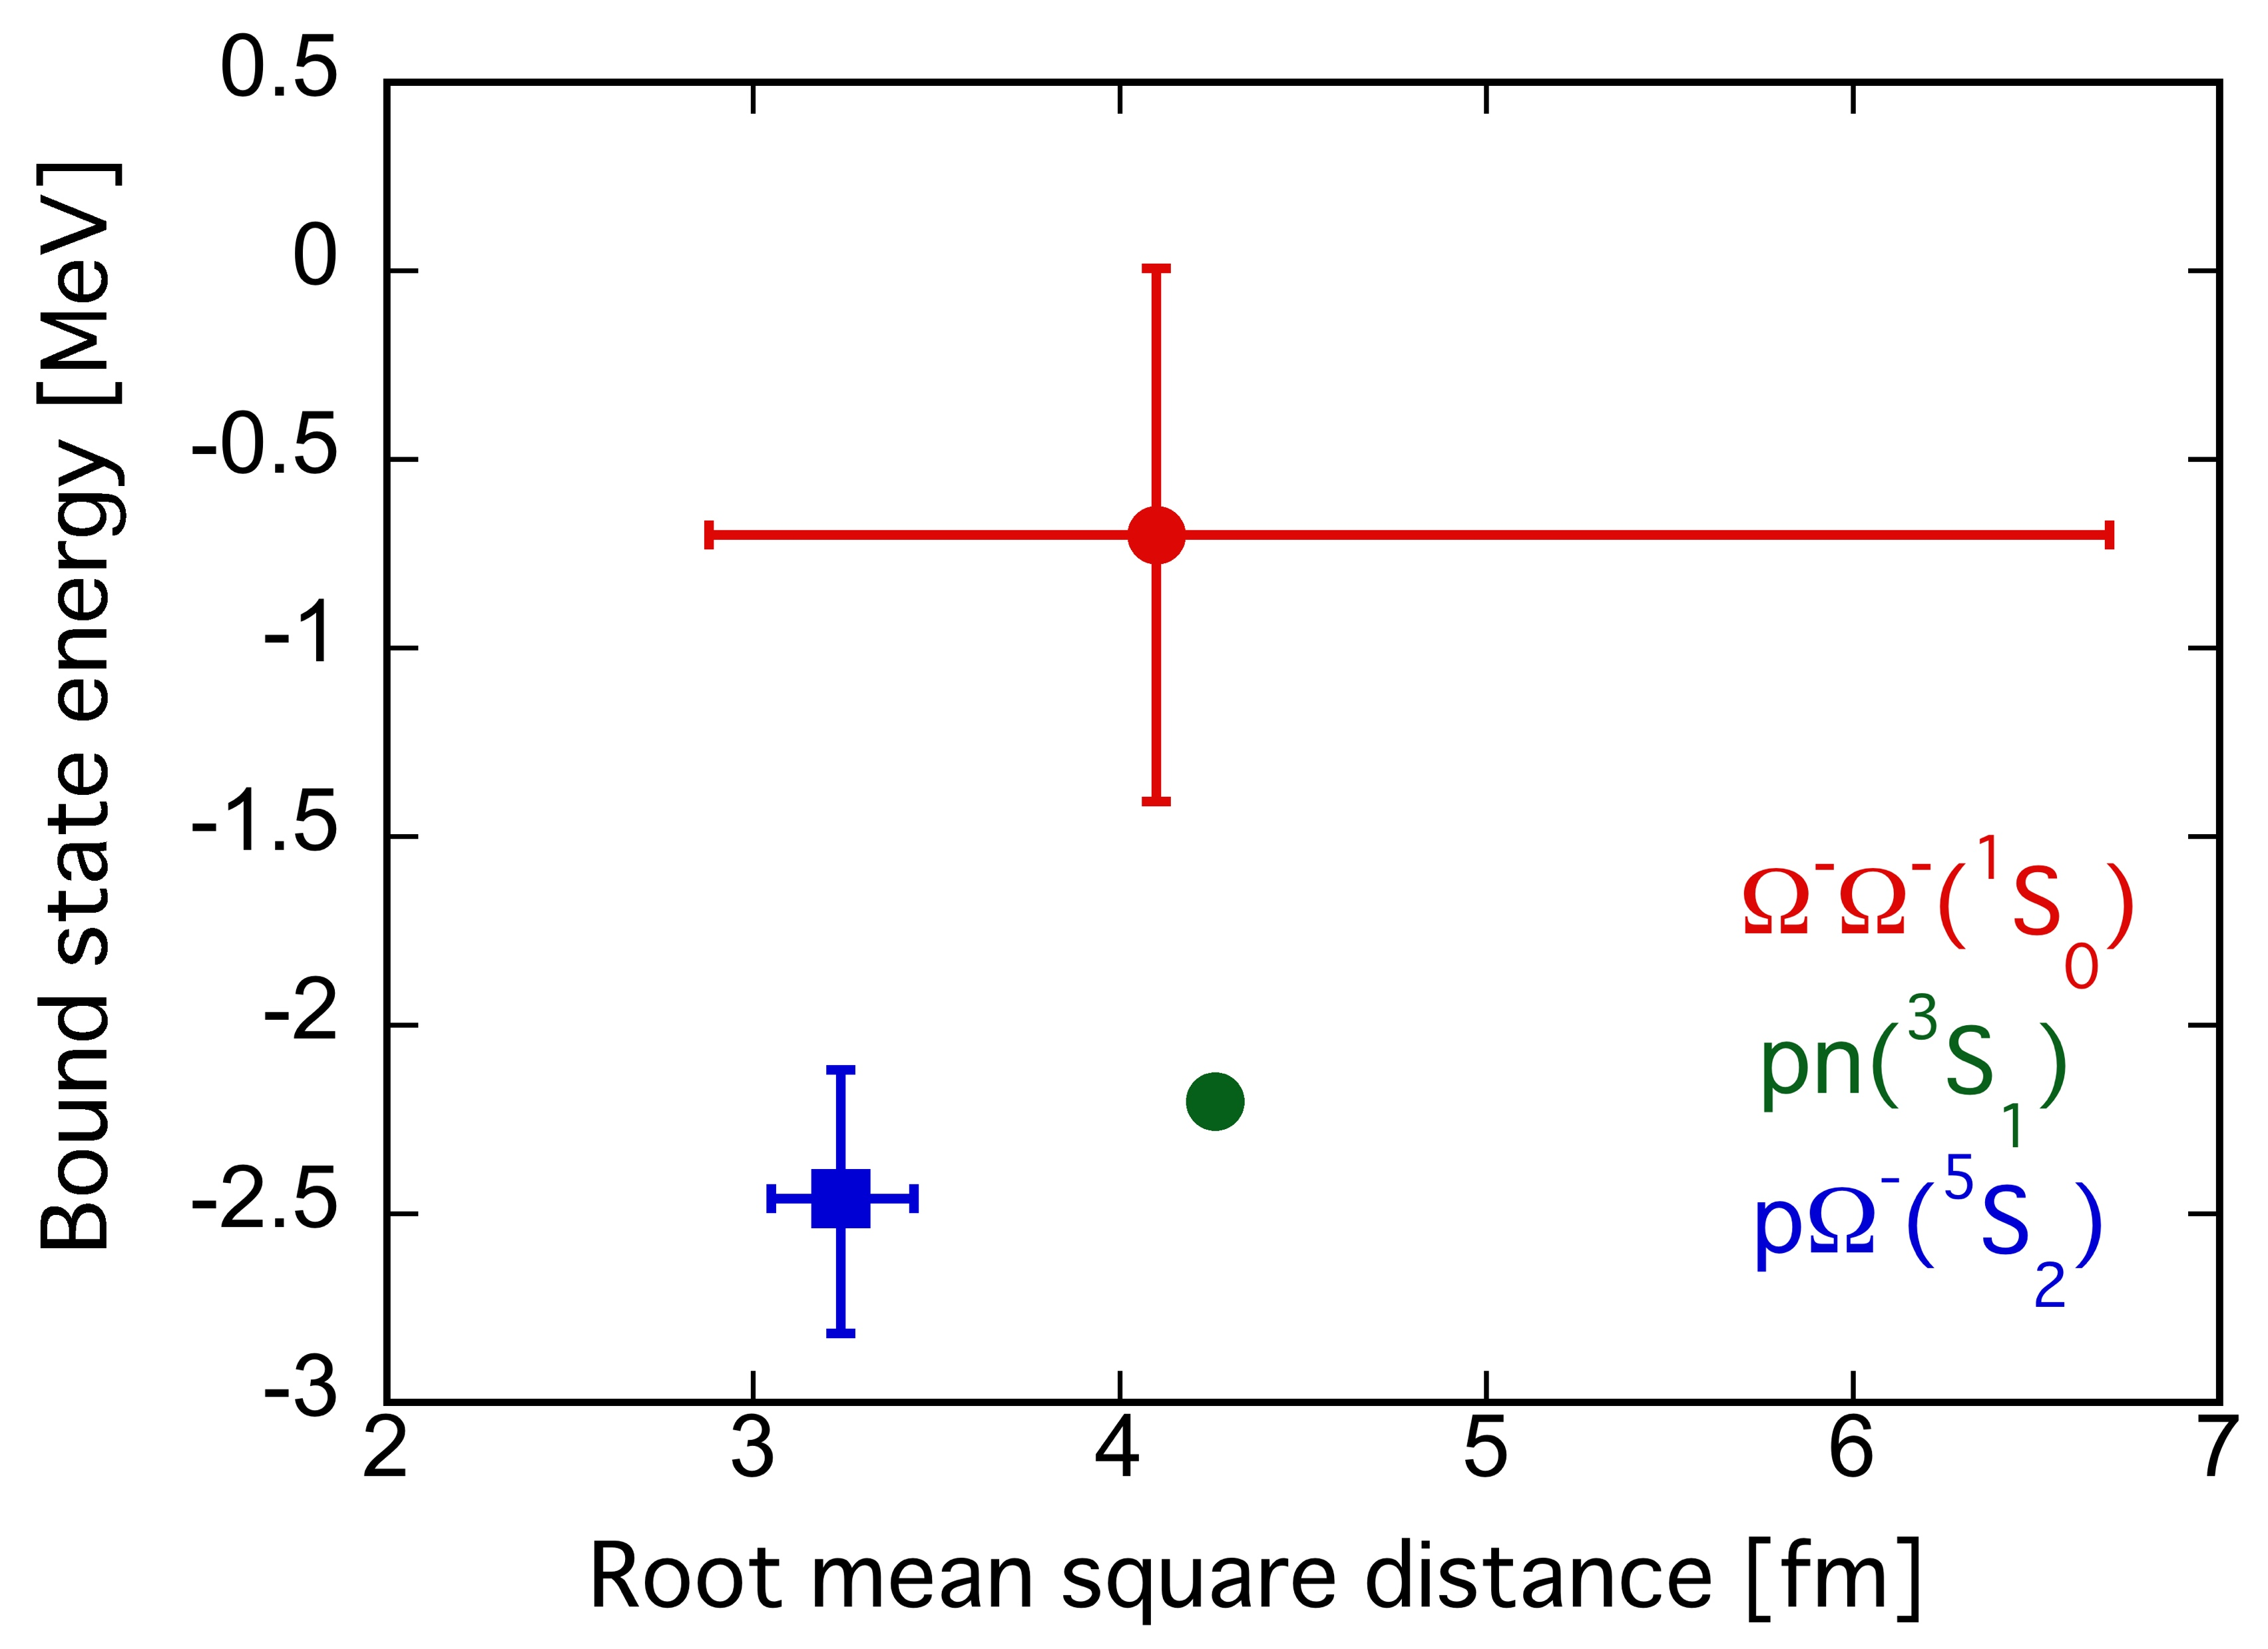 0.5
0
-0.5
-1
-1.5
-2
-2.5
-3
Bound state energy [MeV]
Ω⁻Ω⁻(¹S₀)
pn(³S₁)
pΩ⁻(⁵S₂)
2 3 4 5 6 7
Root mean square distance [fm]